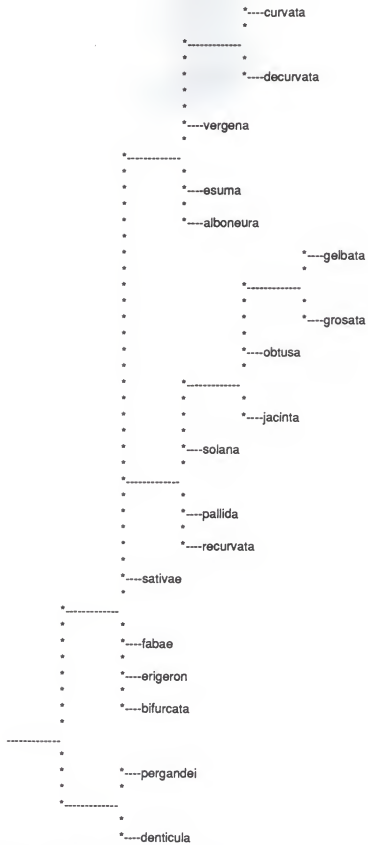 curvata
decurvata
vergena
esuma
alboneura
gelbata
grosata
obtusa
jacinta
solana
pallida
recurvata
sativae
fabae
erigeron
bifurcata
pergandei
denticula